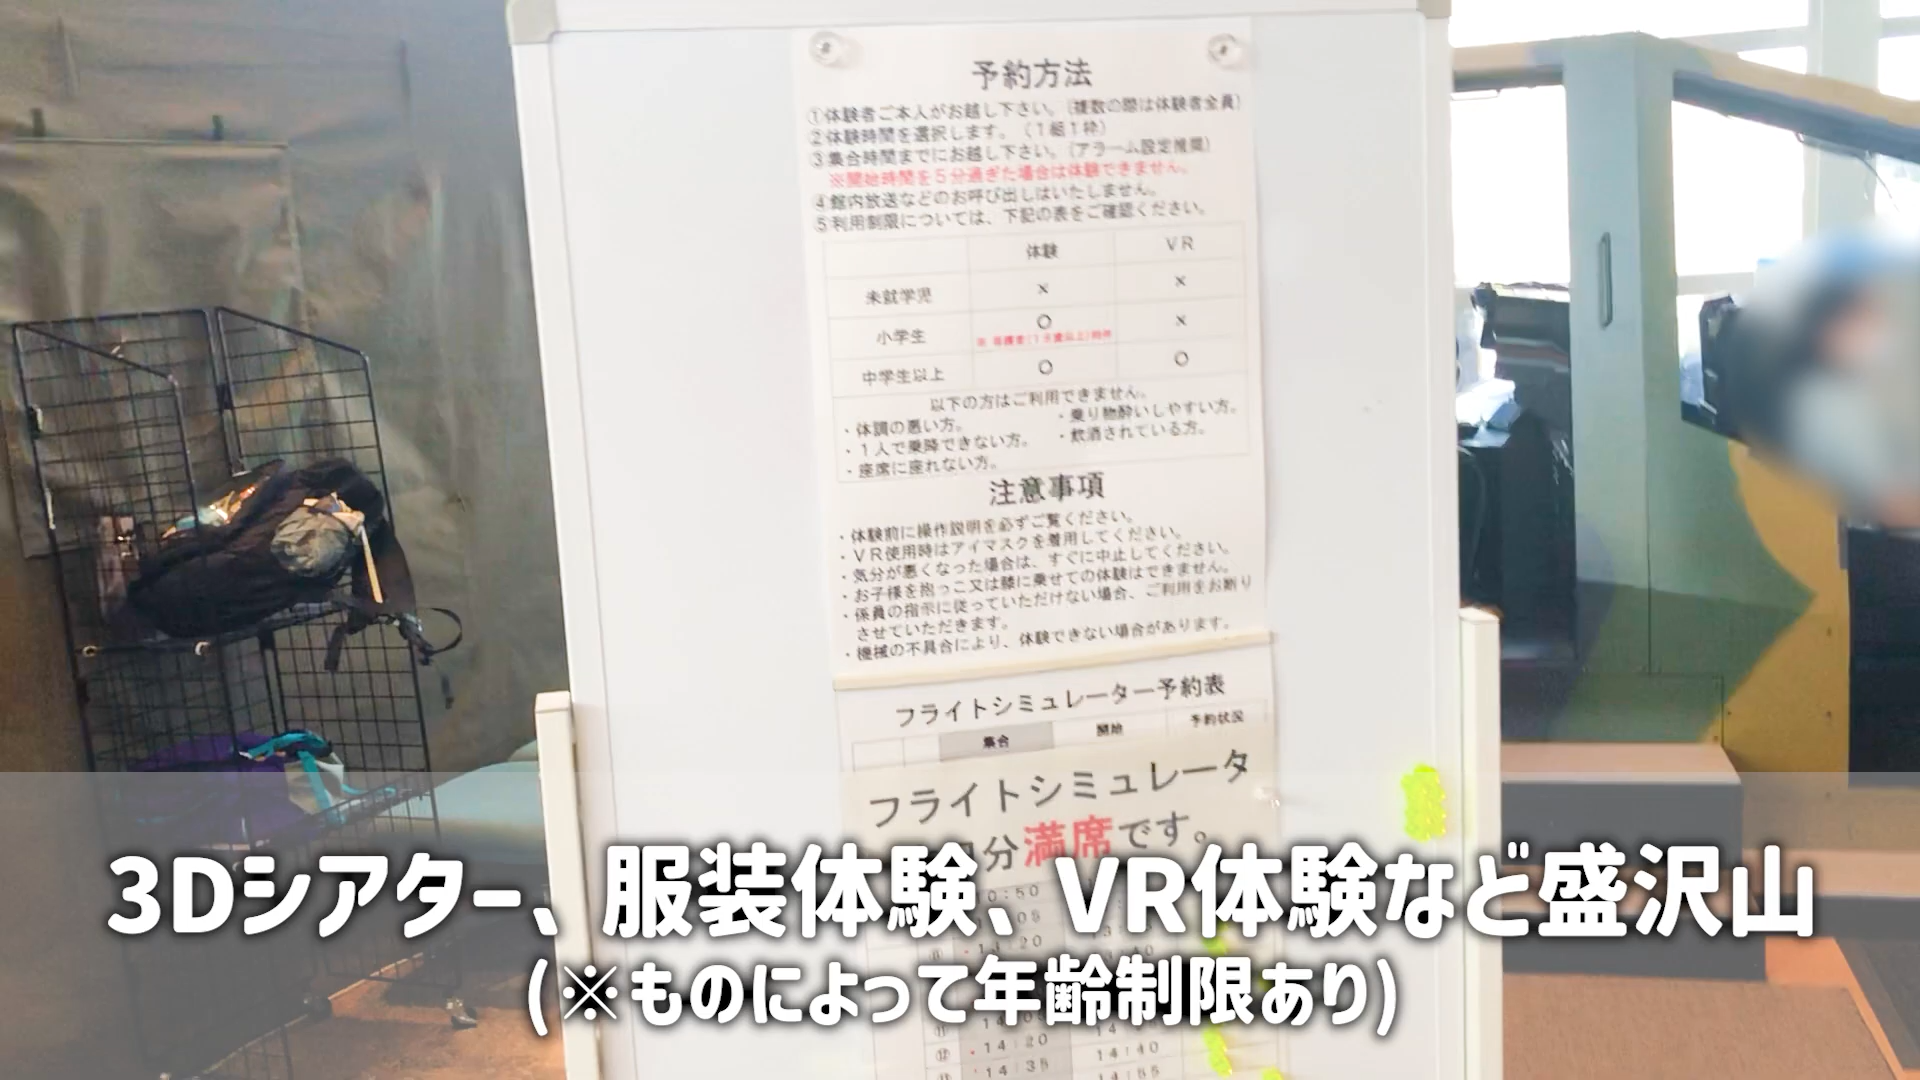 予約方法
①体験者ご本人がお越し下さい。（複数の際は体験者全員）
②体験時間を選択します。（１組１枠）
③集合時間までにお越し下さい。（アラーム設定推奨）
※開始時間を５分過ぎた場合は体験できません。
④館内放送などのお呼び出しはいたしません。
⑤利用制限については、下記の表をご確認ください。
体験 ＶＲ
未就学児 × ×
小学生 ○ ×
中学生以上 ○ ○
以下の方はご利用できません。
・体調の悪い方。 ・乗り物酔いしやすい方。
・１人で乗降できない方。 ・飲酒されている方。
・座席に座れない方。
注意事項
・体験前に操作説明を必ずご覧ください。
・ＶＲ使用時はアイマスクを着用してください。
・気分が悪くなった場合は、すぐに中止してください。
・お子様を抱っこ又は膝に乗せての体験はできません。
・係員の指示に従っていただけない場合、ご利用をお断り
させていただきます。
・機械の不具合により、体験できない場合があります。
フライトシミュレーター予約表
集合 開始 予約状況
フライトシミュレータ
分満席です。
3Dシアター、服装体験、VR体験など盛沢山
(※ものによって年齢制限あり)
⑫ 14:20 14:40
14:35 14:55